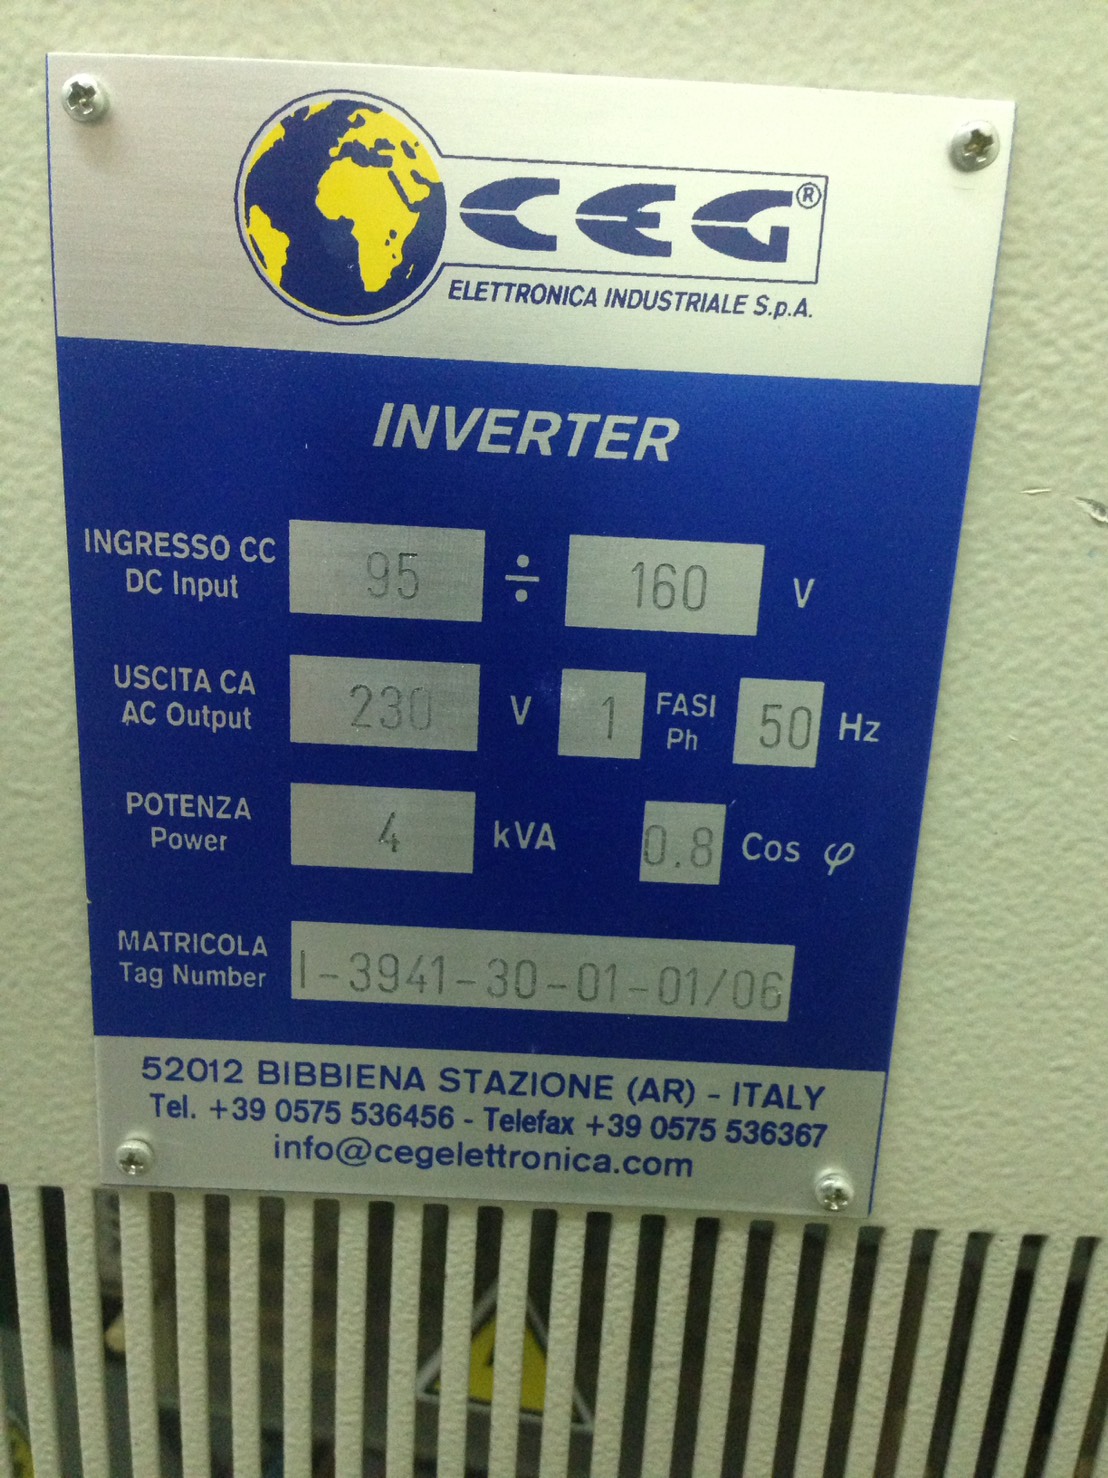 CEG®
ELETTRONICA INDUSTRIALE S.p.A.
INVERTER
INGRESSO CC 95 ÷ 160 V
DC Input
USCITA CA 230 V 1 FASI 50 Hz
AC Output Ph
POTENZA 4 kVA 0.8 Cos φ
Power
MATRICOLA I-3941-30-01-01/06
Tag Number
52012 BIBBIENA STAZIONE (AR) - ITALY
Tel. +39 0575 536456 - Telefax +39 0575 536367
info@cegelettronica.com